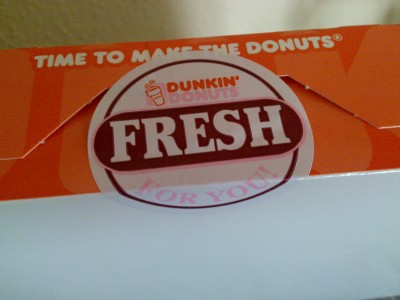 TIME TO MAKE THE DONUTS®
DUNKIN'
DONUTS
FRESH
FOR YOU!